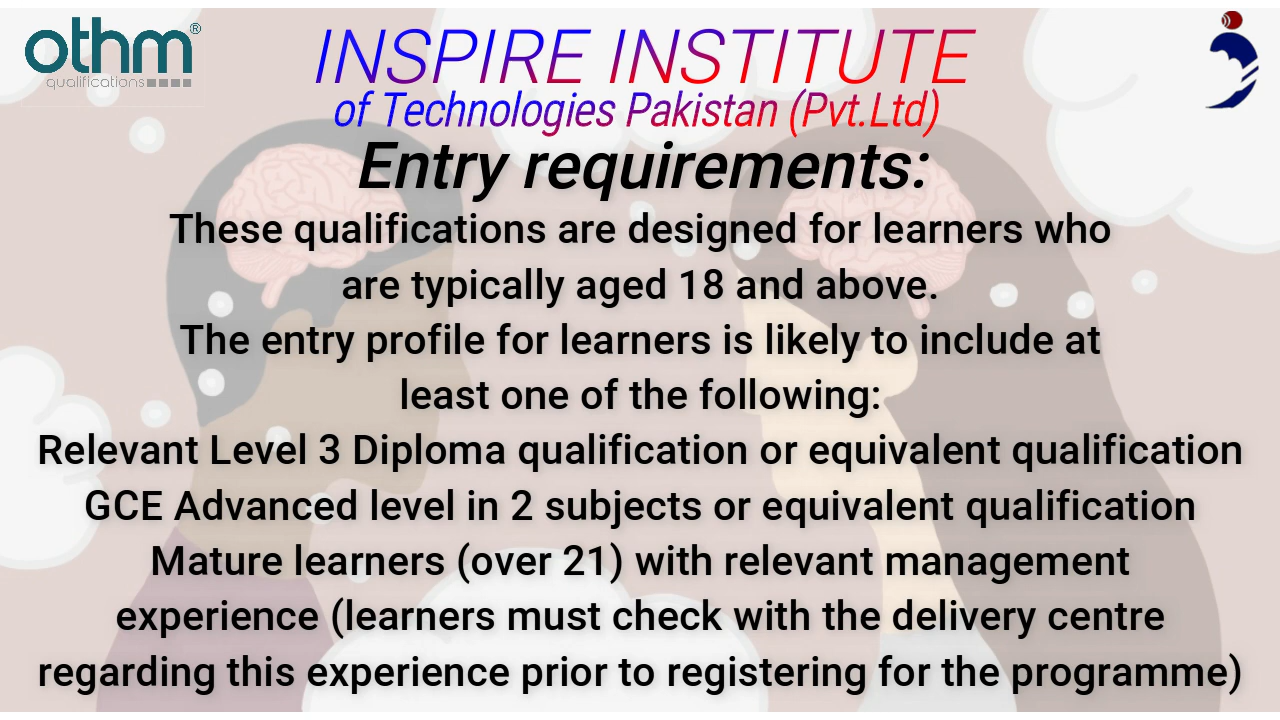 othm®
qualifications
INSPIRE INSTITUTE
of Technologies Pakistan (Pvt.Ltd)
Entry requirements:
These qualifications are designed for learners who
are typically aged 18 and above.
The entry profile for learners is likely to include at
least one of the following:
Relevant Level 3 Diploma qualification or equivalent qualification
GCE Advanced level in 2 subjects or equivalent qualification
Mature learners (over 21) with relevant management
experience (learners must check with the delivery centre
regarding this experience prior to registering for the programme)